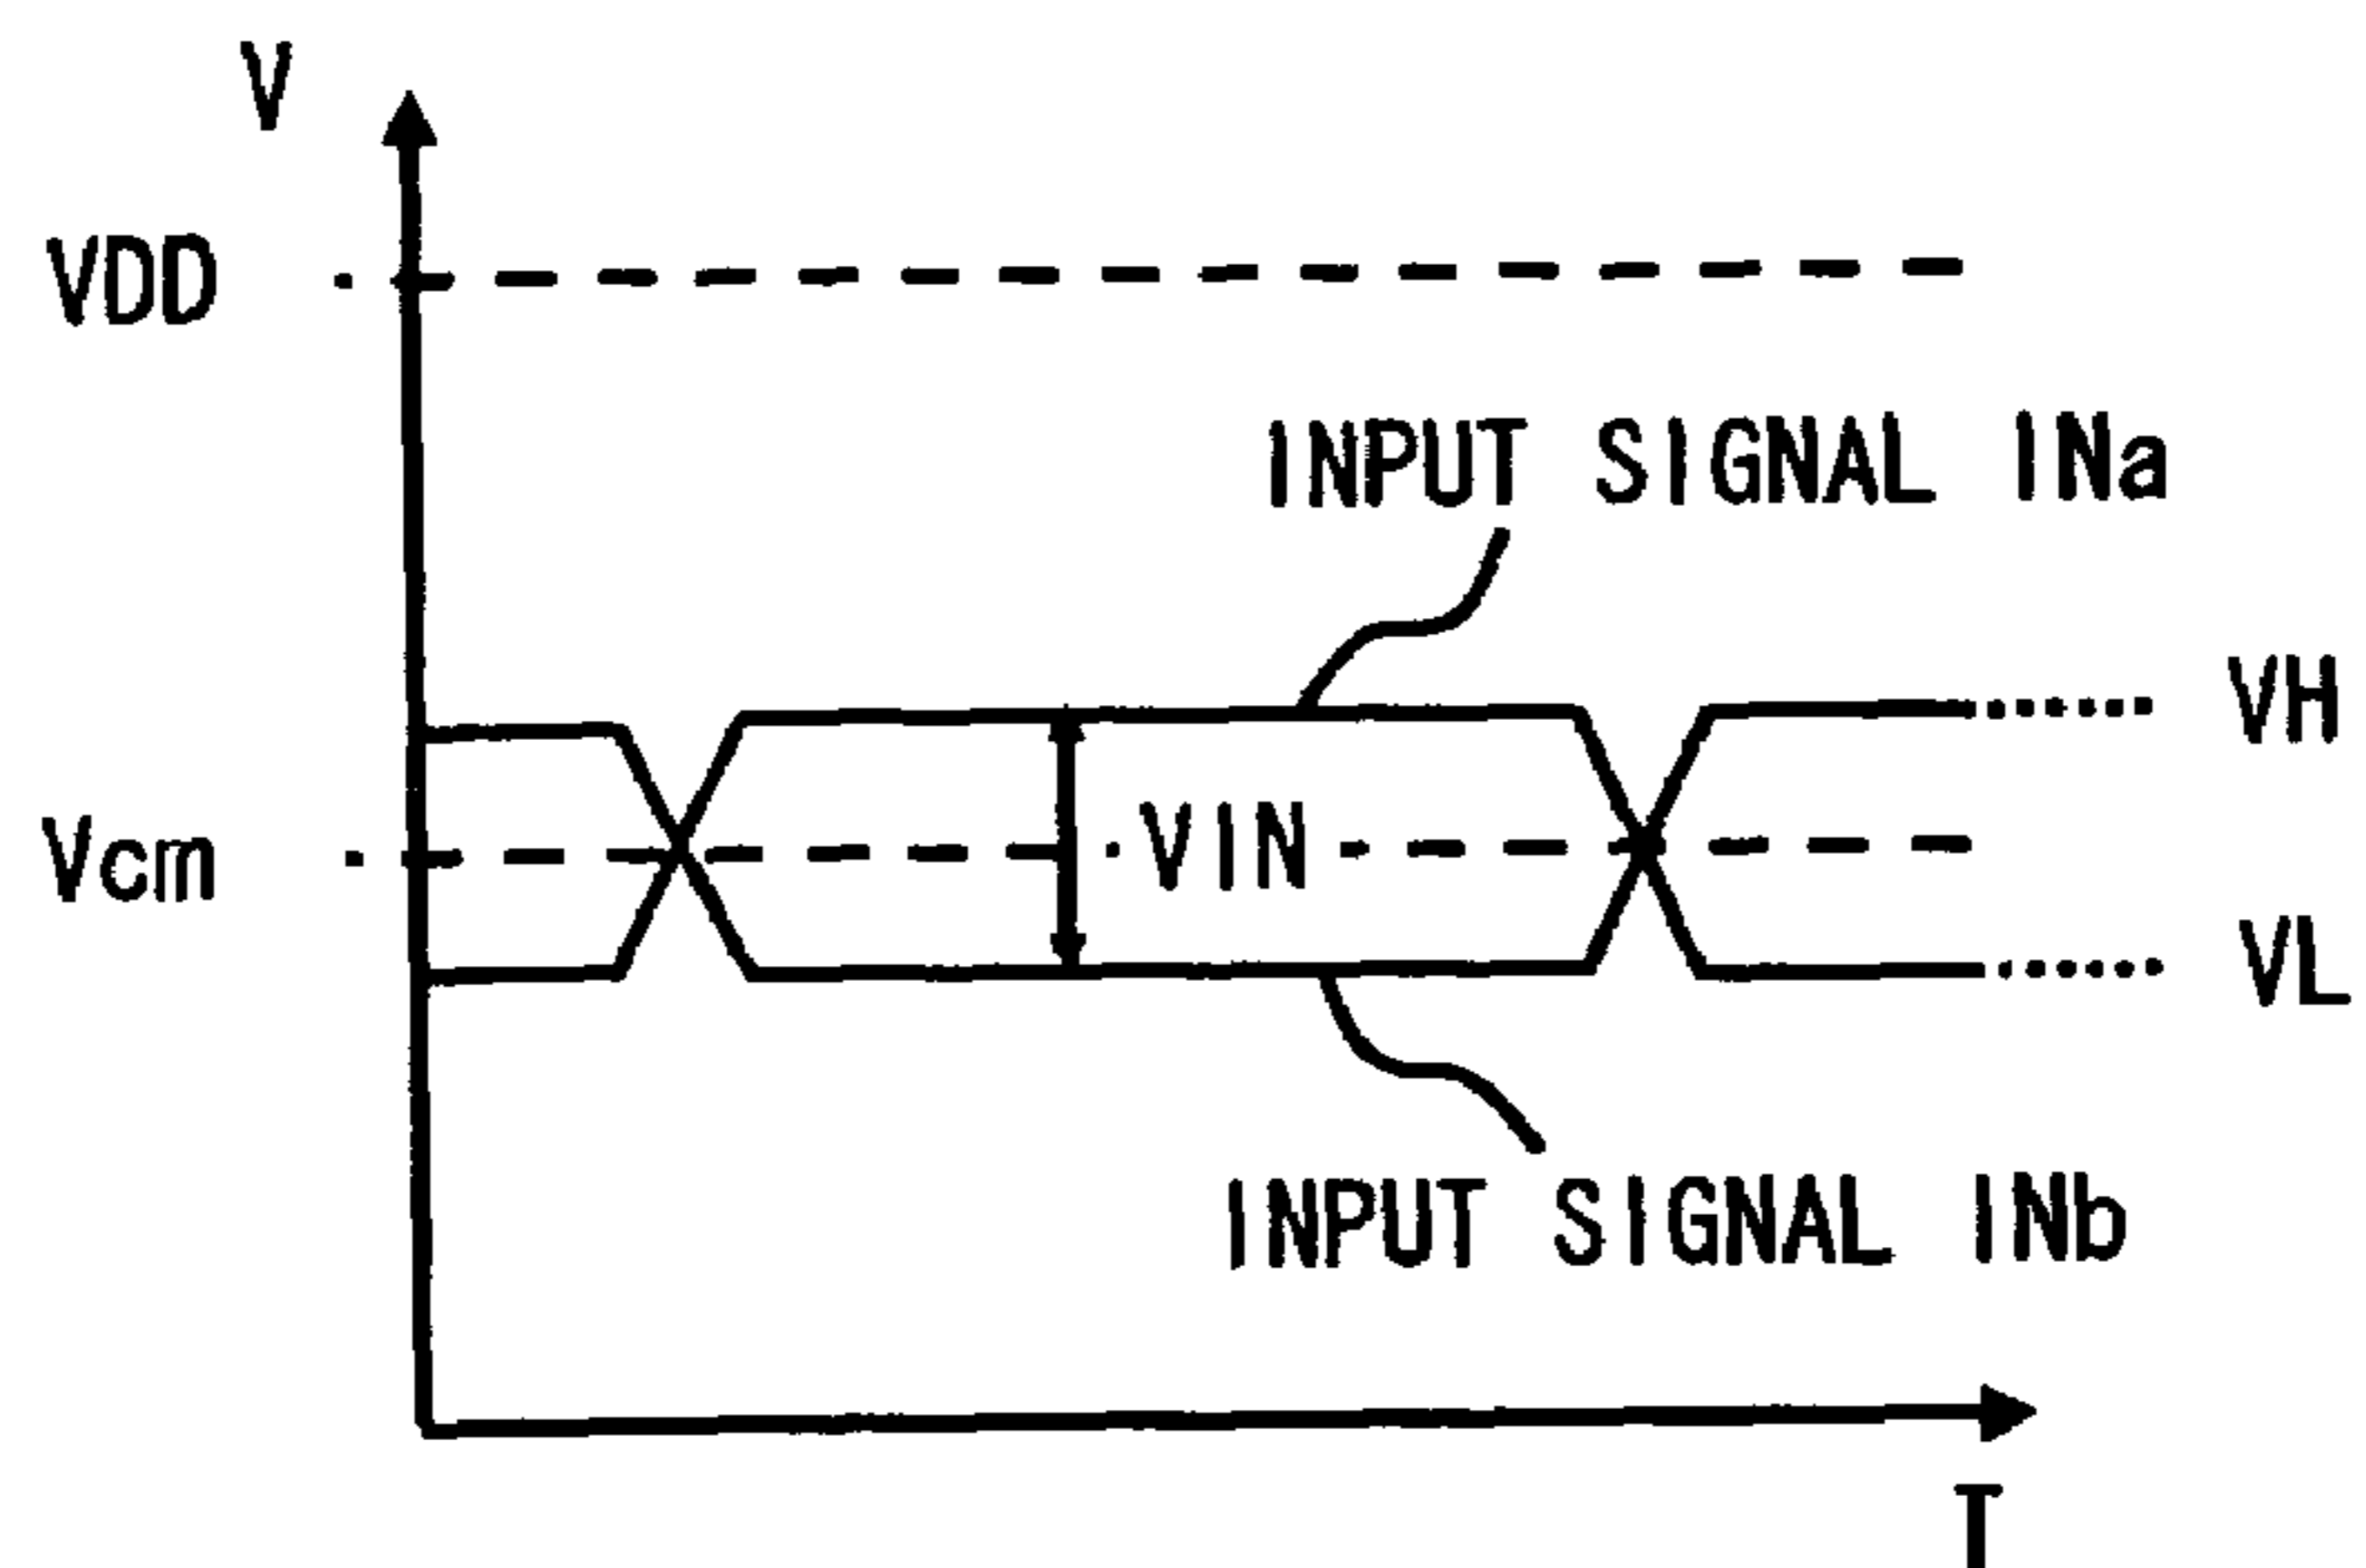 V
VDD
INPUT SIGNAL INa
VH
Vcm
VIN
VL
INPUT SIGNAL INb
T